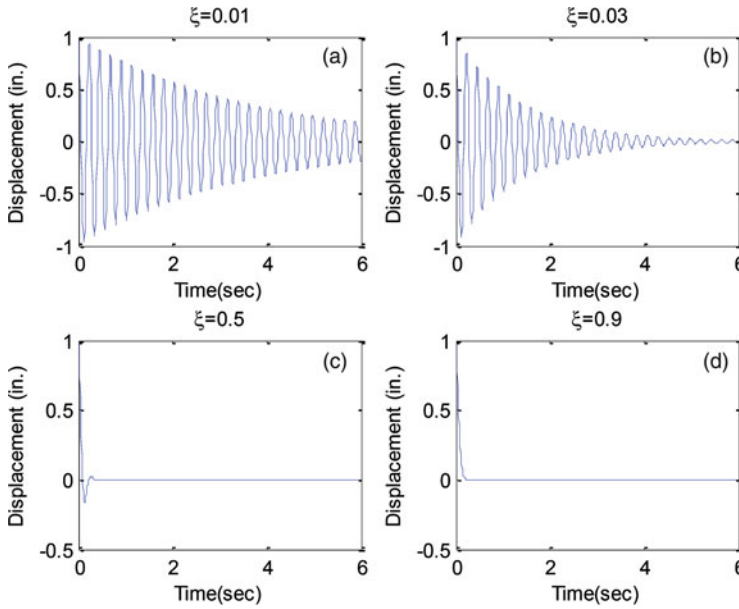 ξ=0.01
(a)
Displacement (in.)
1
0.5
0
-0.5
-1
0 2 4 6
Time(sec)
ξ=0.03
(b)
Displacement (in.)
1
0.5
0
-0.5
-1
0 2 4 6
Time(sec)
ξ=0.5
(c)
Displacement (in.)
1
0.5
0
-0.5
0 2 4 6
Time(sec)
ξ=0.9
(d)
Displacement (in.)
1
0.5
0
-0.5
0 2 4 6
Time(sec)